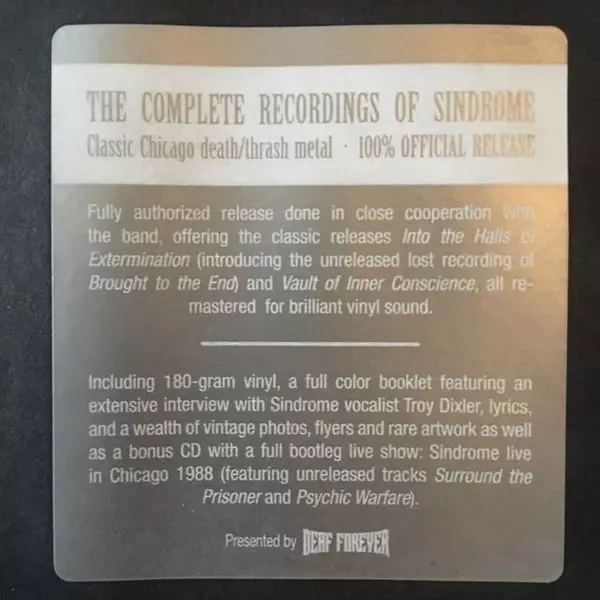 THE COMPLETE RECORDINGS OF SINDROME
Classic Chicago death/thrash metal · 100% OFFICIAL RELEASE
Fully authorized release done in close cooperation with
the band, offering the classic releases Into the Halls of
Extermination (introducing the unreleased lost recording of
Brought to the End) and Vault of Inner Conscience, all re-
mastered for brilliant vinyl sound.
Including 180-gram vinyl, a full color booklet featuring an
extensive interview with Sindrome vocalist Troy Dixler, lyrics,
and a wealth of vintage photos, flyers and rare artwork as well
as a bonus CD with a full bootleg live show: Sindrome live
in Chicago 1988 (featuring unreleased tracks Surround the
Prisoner and Psychic Warfare).
Presented by DEAF FOREVER